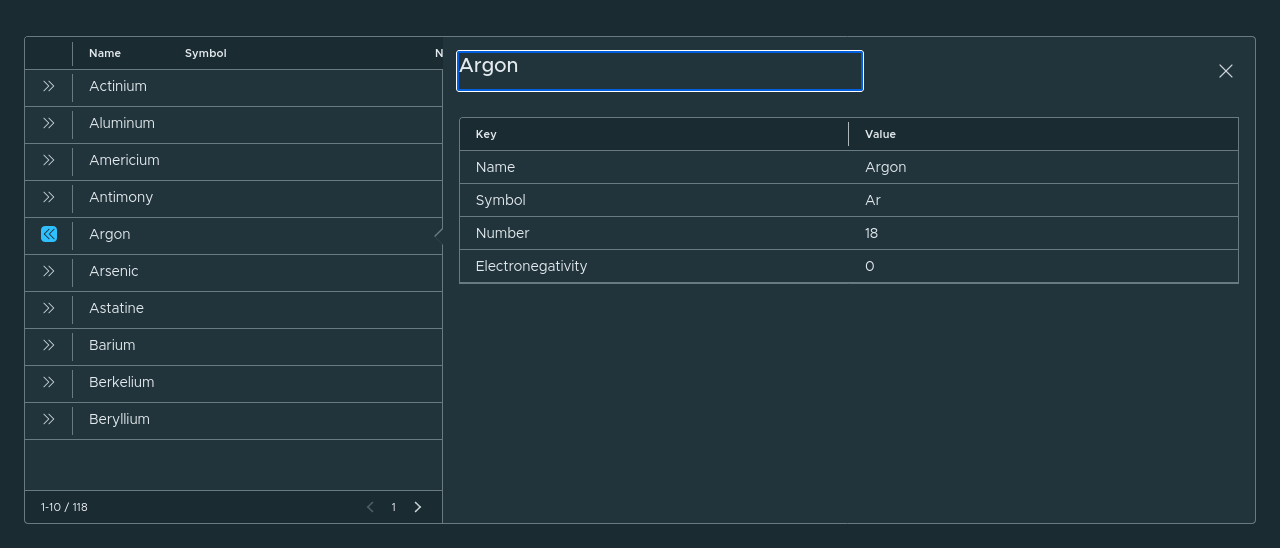 Name Symbol N
Actinium
Aluminum
Americium
Antimony
Argon
Arsenic
Astatine
Barium
Berkelium
Beryllium
1-10 / 118 1
Argon
Key Value
Name Argon
Symbol Ar
Number 18
Electronegativity 0